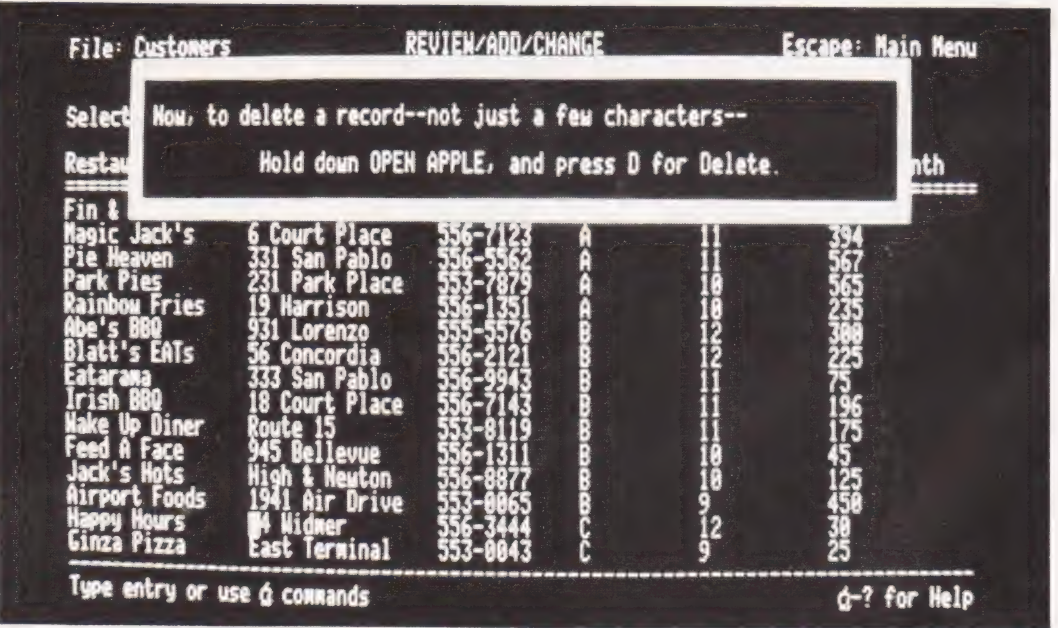 File: Customers REVIEW/ADD/CHANGE Escape: Main Menu
Select
Now, to delete a record--not just a few characters--
Hold down OPEN APPLE, and press D for Delete.
Restau nth
Fin &
Magic Jack's 6 Court Place 556-7123 A 11 394
Pie Heaven 331 San Pablo 556-5562 A 11 567
Park Pies 231 Park Place 553-7879 A 10 565
Rainbow Fries 19 Harrison 556-1351 A 10 235
Abe's BBQ 931 Lorenzo 555-5576 B 12 300
Blatt's EATs 56 Concordia 556-2121 B 12 225
Eatarama 333 San Pablo 556-9943 B 11 75
Irish BBQ 18 Court Place 556-7143 B 11 196
Wake Up Diner Route 15 553-8119 B 11 175
Feed A Face 945 Bellevue 556-1311 B 10 45
Jack's Hots High & Newton 556-8877 B 10 125
Airport Foods 1941 Air Drive 553-0065 B 9 450
Happy Hours 4 Widmer 556-3444 C 12 30
Ginza Pizza East Terminal 553-0043 C 9 25
Type entry or use commands -? for Help